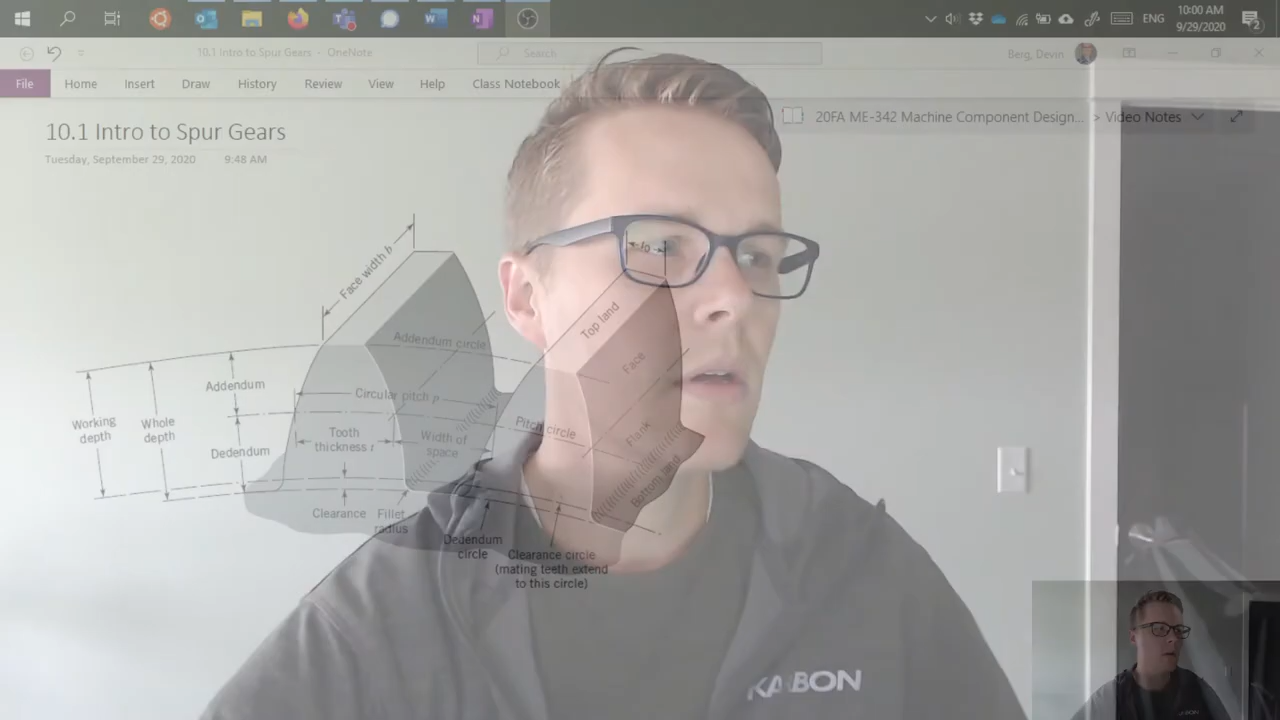 10:00 AM
ENG
9/29/2020
2
10.1 Intro to Spur Gears - OneNote
Search
Berg, Devin
File Home Insert Draw History Review View Help Class Notebook
20FA ME-342 Machine Component Design... > Video Notes
10.1 Intro to Spur Gears
Tuesday, September 29, 2020 9:48 AM
Face width b
Top land
Addendum circle
Face
Addendum
Circular pitch p
Working
depth
Whole
depth
Tooth
thickness t
Width of
space
Pitch circle
Flank
Dedendum
Bottom land
Clearance
Fillet
radius
Dedendum
circle
Clearance circle
(mating teeth extend
to this circle)
KARBON